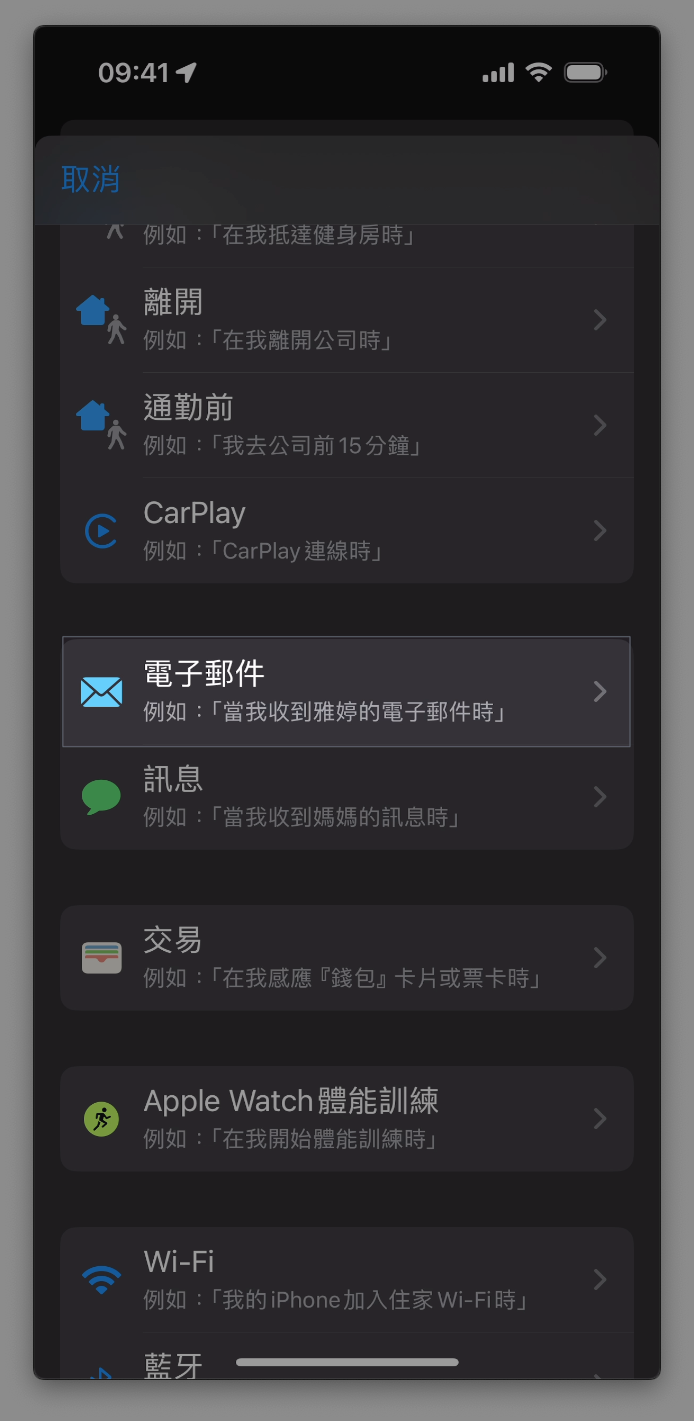 09:41
取消
例如：「在我抵達健身房時」
離開
例如：「在我離開公司時」
通勤前
例如：「我去公司前15分鐘」
CarPlay
例如：「CarPlay連線時」
電子郵件
例如：「當我收到雅婷的電子郵件時」
訊息
例如：「當我收到媽媽的訊息時」
交易
例如：「在我感應『錢包』卡片或票卡時」
Apple Watch體能訓練
例如：「在我開始體能訓練時」
Wi-Fi
例如：「我的iPhone加入住家Wi-Fi時」
藍牙